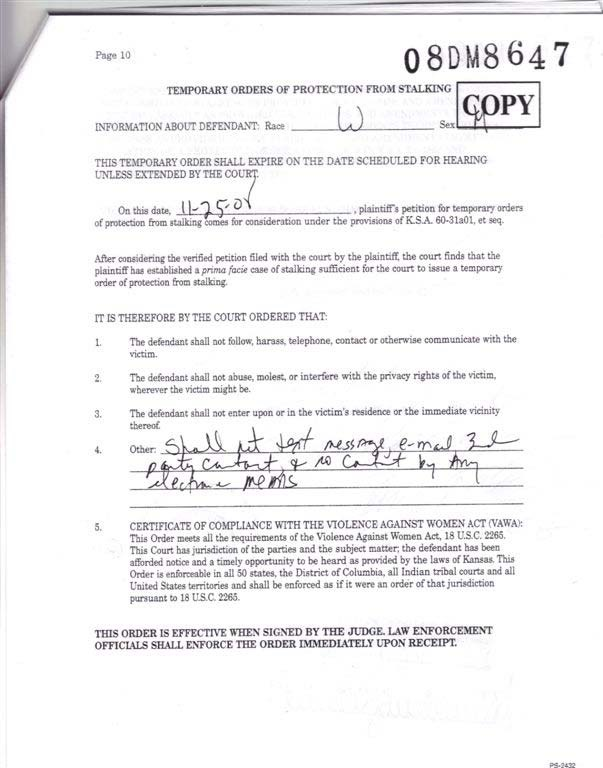 Page 10
08DM8647
TEMPORARY ORDERS OF PROTECTION FROM STALKING
COPY
INFORMATION ABOUT DEFENDANT: Race W Sex M
THIS TEMPORARY ORDER SHALL EXPIRE ON THE DATE SCHEDULED FOR HEARING
UNLESS EXTENDED BY THE COURT.
On this date, 11-25-08, plaintiff's petition for temporary orders
of protection from stalking comes for consideration under the provisions of K.S.A. 60-31a01, et seq.
After considering the verified petition filed with the court by the plaintiff, the court finds that the
plaintiff has established a prima facie case of stalking sufficient for the court to issue a temporary
order of protection from stalking.
IT IS THEREFORE BY THE COURT ORDERED THAT:
1. The defendant shall not follow, harass, telephone, contact or otherwise communicate with the
victim.
2. The defendant shall not abuse, molest, or interfere with the privacy rights of the victim,
wherever the victim might be.
3. The defendant shall not enter upon or in the victim's residence or the immediate vicinity
thereof.
4. Other: Shall not text message, e-mail 3rd
party contact, & no contact by Any
electronic means
5. CERTIFICATE OF COMPLIANCE WITH THE VIOLENCE AGAINST WOMEN ACT (VAWA):
This Order meets all the requirements of the Violence Against Women Act, 18 U.S.C. 2265.
This Court has jurisdiction of the parties and the subject matter; the defendant has been
afforded notice and a timely opportunity to be heard as provided by the laws of Kansas. This
Order is enforceable in all 50 states, the District of Columbia, all Indian tribal courts and all
United States territories and shall be enforced as if it were an order of that jurisdiction
pursuant to 18 U.S.C. 2265.
THIS ORDER IS EFFECTIVE WHEN SIGNED BY THE JUDGE. LAW ENFORCEMENT
OFFICIALS SHALL ENFORCE THE ORDER IMMEDIATELY UPON RECEIPT.
PS-2432